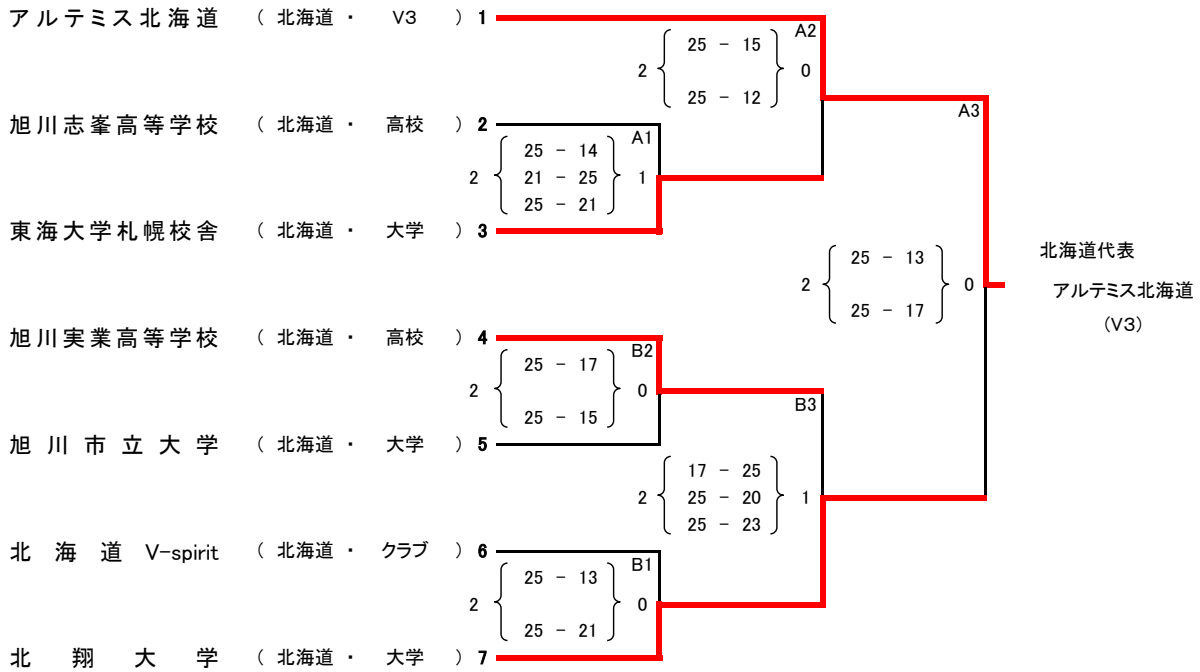 アルテミス北海道 ( 北海道 ・ V3 ) 1
A2
25 - 15
2 0
25 - 12
A3
旭川志峯高等学校 ( 北海道 ・ 高校 ) 2
A1
25 - 14
2 21 - 25 1
25 - 21
東海大学札幌校舎 ( 北海道 ・ 大学 ) 3
25 - 13
2 0
25 - 17
北海道代表
アルテミス北海道
(V3)
旭川実業高等学校 ( 北海道 ・ 高校 ) 4
B2
25 - 17
2 0
25 - 15
B3
旭川市立大学 ( 北海道 ・ 大学 ) 5
17 - 25
2 25 - 20 1
25 - 23
北海道 V-spirit ( 北海道 ・ クラブ ) 6
B1
25 - 13
2 0
25 - 21
北翔大学 ( 北海道 ・ 大学 ) 7